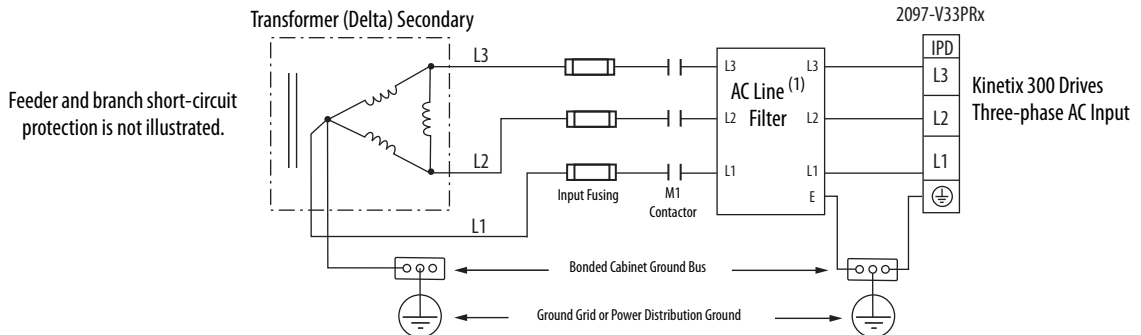 2097-V33PRx
Transformer (Delta) Secondary
IPD
L3
L3
L3
L3
AC Line (1)
Filter
Kinetix 300 Drives
Three-phase AC Input
Feeder and branch short-circuit
protection is not illustrated.
L2
L2
L2
L2
L1
L1
L1
Input Fusing
M1
Contactor
E
L1
Bonded Cabinet Ground Bus
Ground Grid or Power Distribution Ground